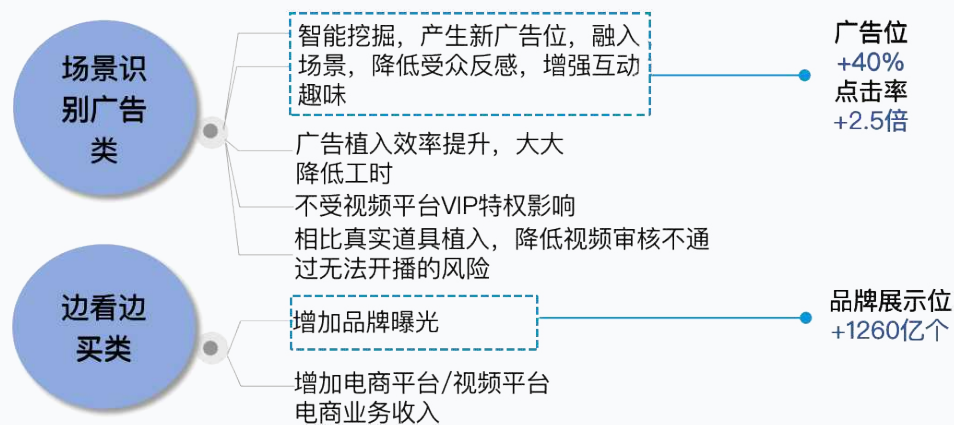 场景识
别广告
类
智能挖掘，产生新广告位，融入
场景，降低受众反感，增强互动
趣味
广告位
+40%
点击率
+2.5倍
广告植入效率提升，大大
降低工时
不受视频平台VIP特权影响
相比真实道具植入，降低视频审核不通
过无法开播的风险
边看边
买类
增加品牌曝光
品牌展示位
+1260亿个
增加电商平台/视频平台
电商业务收入